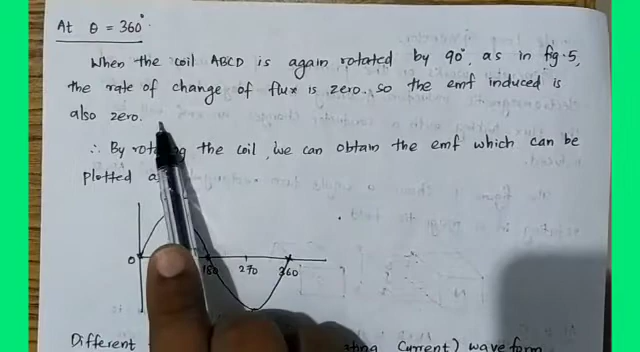 At θ = 360°
When the coil ABCD is again rotated by 90°, as in fig.5,
the rate of change of flux is zero. so the emf induced is
also zero.
∴ By the coil, we can obtain the emf which can be
plotted
0 180 270 360°
Different Current) waveform